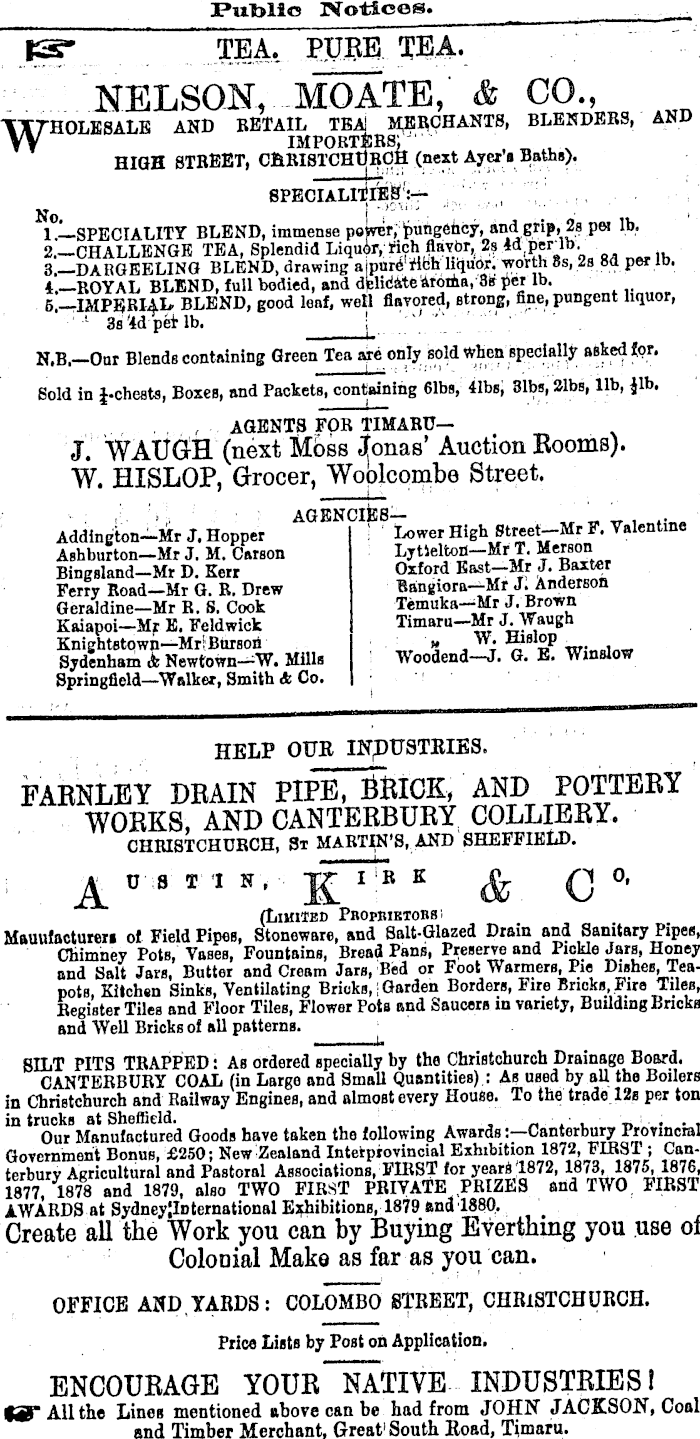 Public Notices.
TEA. PURE TEA.
NELSON, MOATE, & CO.,
WHOLESALE AND RETAIL TEA MERCHANTS, BLENDERS, AND
IMPORTERS,
HIGH STREET, CHRISTCHURCH (next Ayer's Baths).
SPECIALITIES:—
No.
1.—SPECIALITY BLEND, immense power, pungency, and grip, 2s per lb.
2.—CHALLENGE TEA, Splendid Liquor, rich flavor, 2s 4d per lb.
3.—DARGEELING BLEND, drawing a pure rich liquor. worth 3s, 2s 8d per lb.
4.—ROYAL BLEND, full bodied, and delicate aroma, 3s per lb.
5.—IMPERIAL BLEND, good leaf, well flavored, strong, fine, pungent liquor,
3s 4d per lb.
N.B.—Our Blends containing Green Tea are only sold when specially asked for.
Sold in ½-chests, Boxes, and Packets, containing 6lbs, 4lbs, 3lbs, 2lbs, 1lb, ½lb.
AGENTS FOR TIMARU—
J. WAUGH (next Moss Jonas' Auction Rooms).
W. HISLOP, Grocer, Woolcombe Street.
AGENCIES—
Addington—Mr J. Hopper
Ashburton—Mr J. M. Carson
Bingsland—Mr D. Kerr
Ferry Road—Mr G. R. Drew
Geraldine—Mr R. S. Cook
Kaiapoi—Mr E. Feldwick
Knightstown—Mr Burson
Sydenham & Newtown—W. Mills
Springfield—Walker, Smith & Co.
Lower High Street—Mr F. Valentine
Lyttelton—Mr T. Merson
Oxford East—Mr J. Baxter
Rangiora—Mr J. Anderson
Temuka—Mr J. Brown
Timaru—Mr J. Waugh
„ W. Hislop
Woodend—J. G. E. Winslow
HELP OUR INDUSTRIES.
FARNLEY DRAIN PIPE, BRICK, AND POTTERY
WORKS, AND CANTERBURY COLLIERY.
CHRISTCHURCH, ST MARTIN'S, AND SHEFFIELD.
AUSTIN, KIRK & CO,
(LIMITED PROPRIETORS)
Mauufacturers of Field Pipes, Stoneware, and Salt-Glazed Drain and Sanitary Pipes,
Chimney Pots, Vases, Fountains, Bread Pans, Preserve and Pickle Jars, Honey
and Salt Jars, Butter and Cream Jars, Bed or Foot Warmers, Pie Dishes, Tea-
pots, Kitchen Sinks, Ventilating Bricks, Garden Borders, Fire Bricks, Fire Tiles,
Register Tiles and Floor Tiles, Flower Pots and Saucers in variety, Building Bricks
and Well Bricks of all patterns.
SILT PITS TRAPPED: As ordered specially by the Christchurch Drainage Board.
CANTERBURY COAL (in Large and Small Quantities): As used by all the Boilers
in Christchurch and Railway Engines, and almost every House. To the trade 12s per ton
in trucks at Sheffield.
Our Manufactured Goods have taken the following Awards:—Canterbury Provincial
Government Bonus, £250; New Zealand Interprovincial Exhibition 1872, FIRST; Can-
terbury Agricultural and Pastoral Associations, FIRST for years 1872, 1873, 1875, 1876,
1877, 1878 and 1879, also TWO FIRST PRIVATE PRIZES and TWO FIRST
AWARDS at Sydney International Exhibitions, 1879 and 1880.
Create all the Work you can by Buying Everthing you use of
Colonial Make as far as you can.
OFFICE AND YARDS: COLOMBO STREET, CHRISTCHURCH.
Price Lists by Post on Application.
ENCOURAGE YOUR NATIVE INDUSTRIES!
All the Lines mentioned above can be had from JOHN JACKSON, Coal
and Timber Merchant, Great South Road, Timaru.